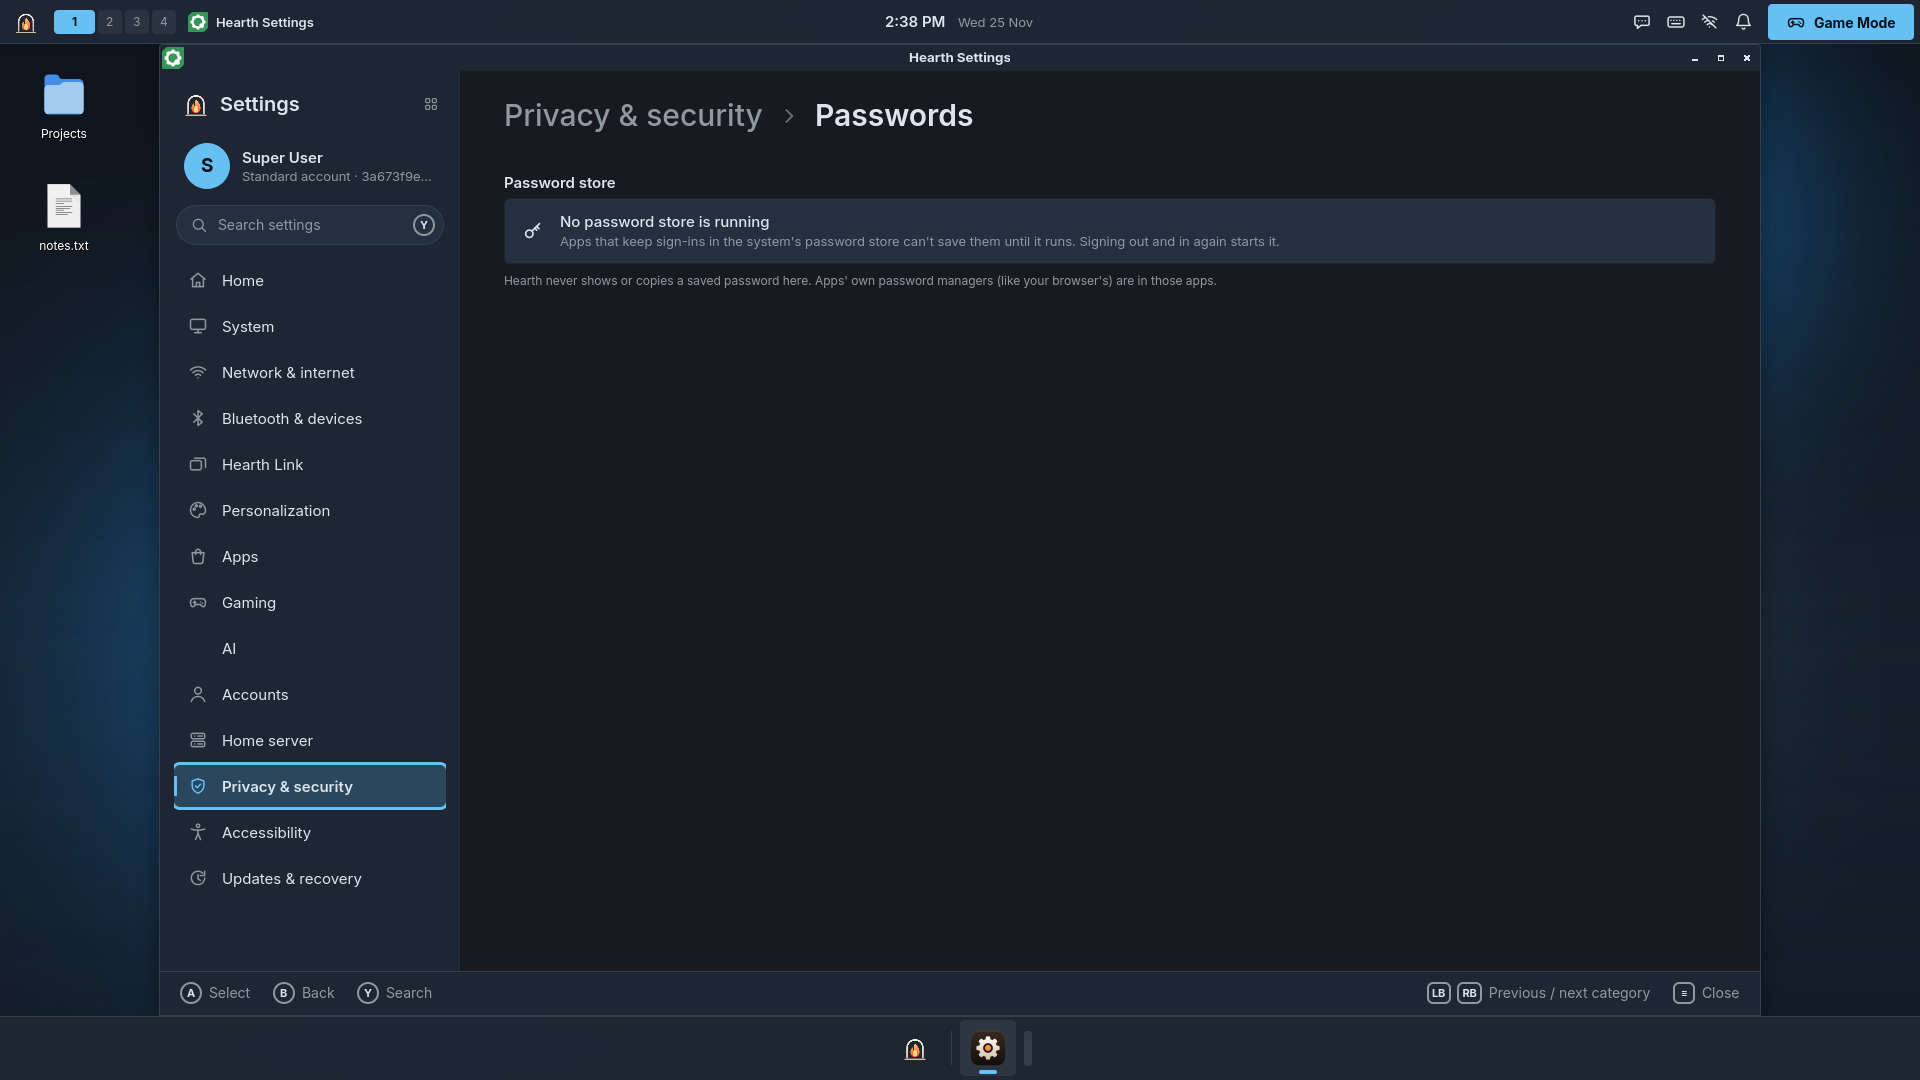 1 2 3 4 Hearth Settings 2:38 PM Wed 25 Nov Game Mode
Hearth Settings
Projects
notes.txt
Settings
S Super User
Standard account · 3a673f9e...
Search settings Y
Home
System
Network & internet
Bluetooth & devices
Hearth Link
Personalization
Apps
Gaming
AI
Accounts
Home server
Privacy & security
Accessibility
Updates & recovery
Privacy & security > Passwords
Password store
No password store is running
Apps that keep sign-ins in the system's password store can't save them until it runs. Signing out and in again starts it.
Hearth never shows or copies a saved password here. Apps' own password managers (like your browser's) are in those apps.
A Select B Back Y Search LB RB Previous / next category ≡ Close